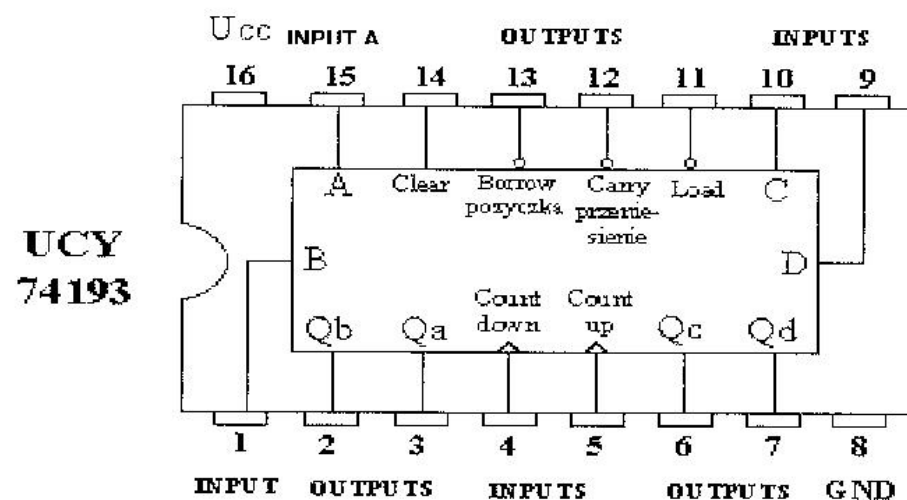 Ucc INPUT A OUTPUTS INPUTS
16 15 14 13 12 11 10 9
A Clear Borrow pozyczka Carry przenie-sienie Load C
UCY 74193
B D
Count down Count up
Qb Qa Qc Qd
1 2 3 4 5 6 7 8
INPUT OUTPUTS INPUTS OUTPUTS GND